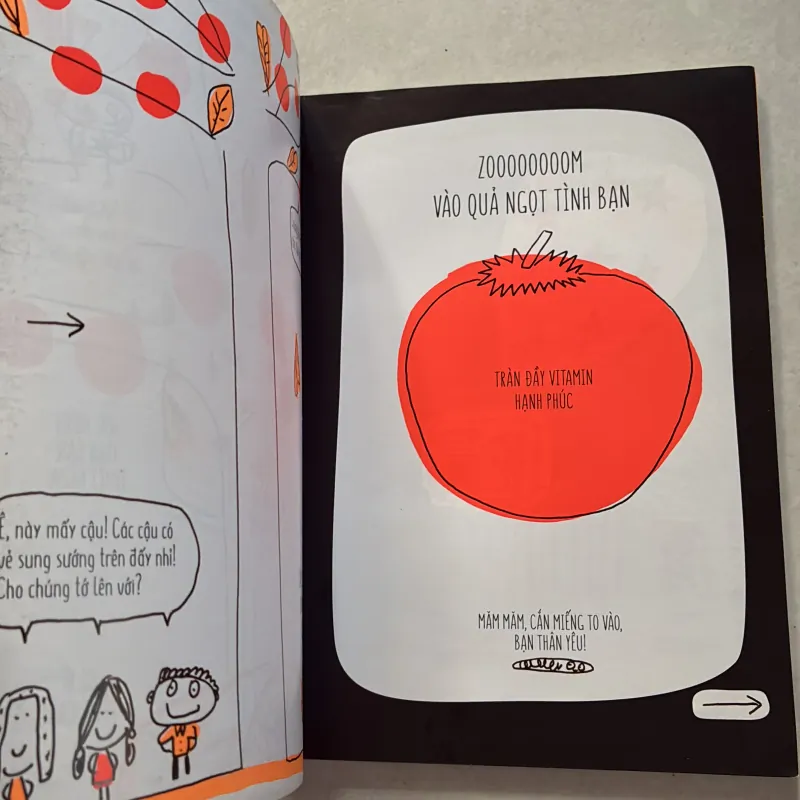 Ê, này mấy cậu! Các cậu có
vẻ sung sướng trên đấy nhỉ!
Cho chúng tớ lên với?
ZOOOOOOOOM
VÀO QUẢ NGỌT TÌNH BẠN
TRÀN ĐẦY VITAMIN
HẠNH PHÚC
MĂM MĂM, CẮN MIẾNG TO VÀO,
BẠN THÂN YÊU!